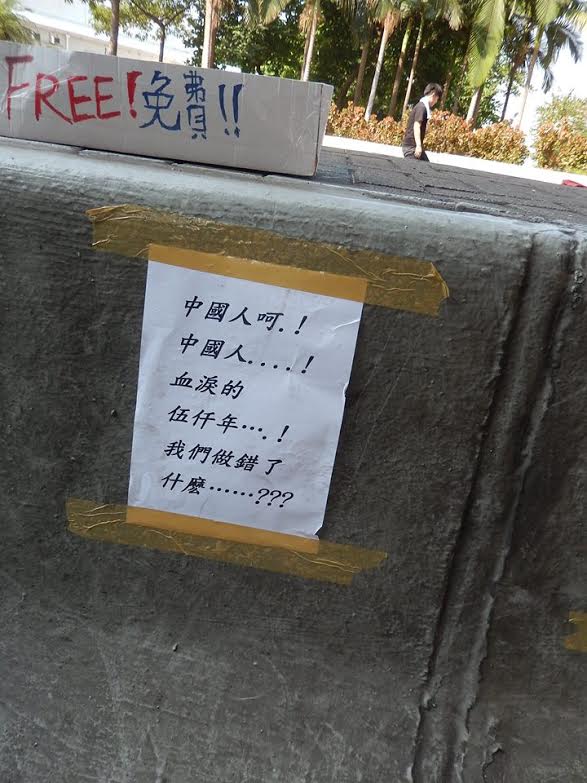 FREE! 免費!!
中國人呵.!
中國人....!
血淚的
伍仟年….!
我們做錯了
什麼……???